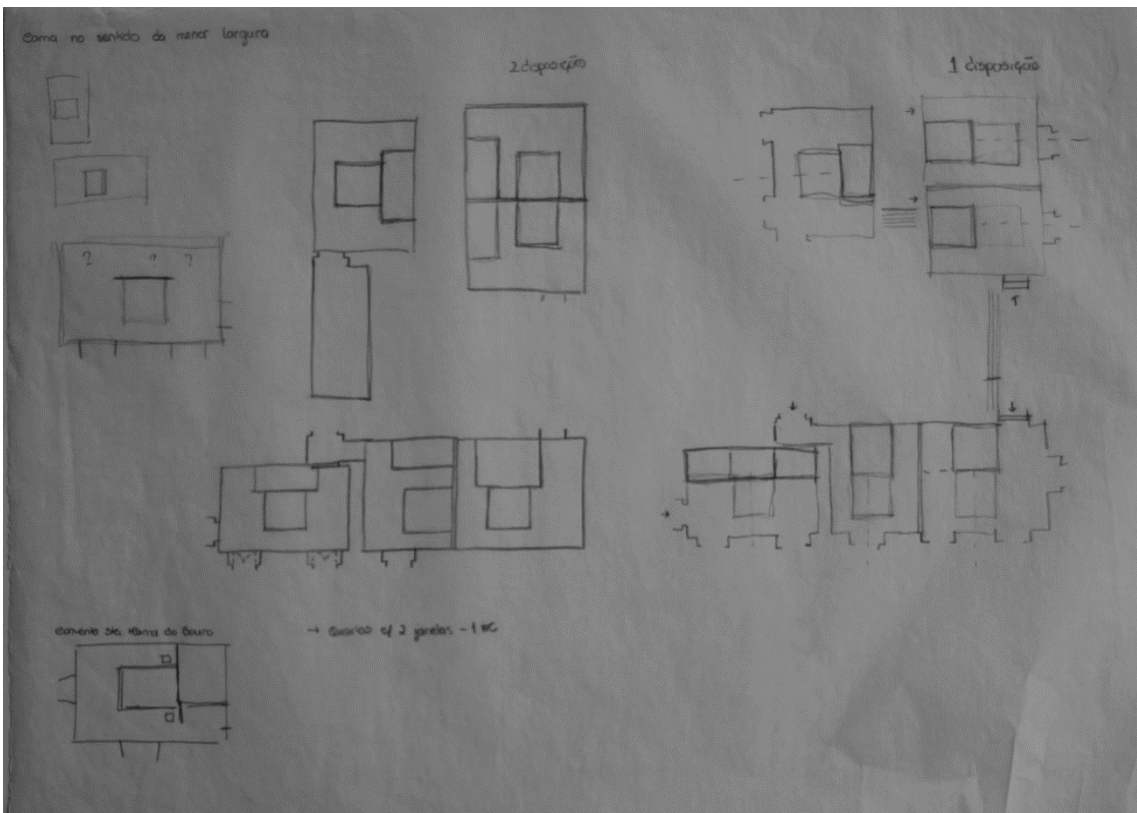 Cama no sentido da menor largura
2 disposição
1 disposição
?
?
?
Convento Sta. Maria do Bouro
→ Quartos c/ 2 janelas - 1 WC